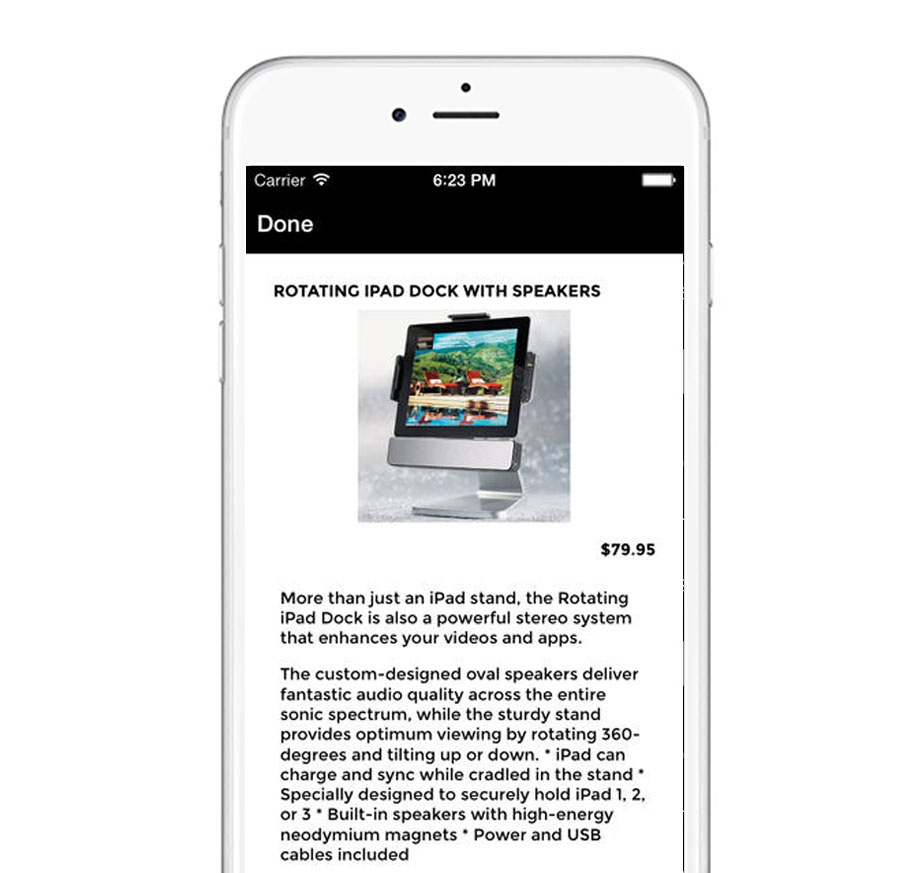 Carrier 6:23 PM
Done
ROTATING IPAD DOCK WITH SPEAKERS
$79.95
More than just an iPad stand, the Rotating
iPad Dock is also a powerful stereo system
that enhances your videos and apps.
The custom-designed oval speakers deliver
fantastic audio quality across the entire
sonic spectrum, while the sturdy stand
provides optimum viewing by rotating 360-
degrees and tilting up or down. * iPad can
charge and sync while cradled in the stand *
Specially designed to securely hold iPad 1, 2,
or 3 * Built-in speakers with high-energy
neodymium magnets * Power and USB
cables included